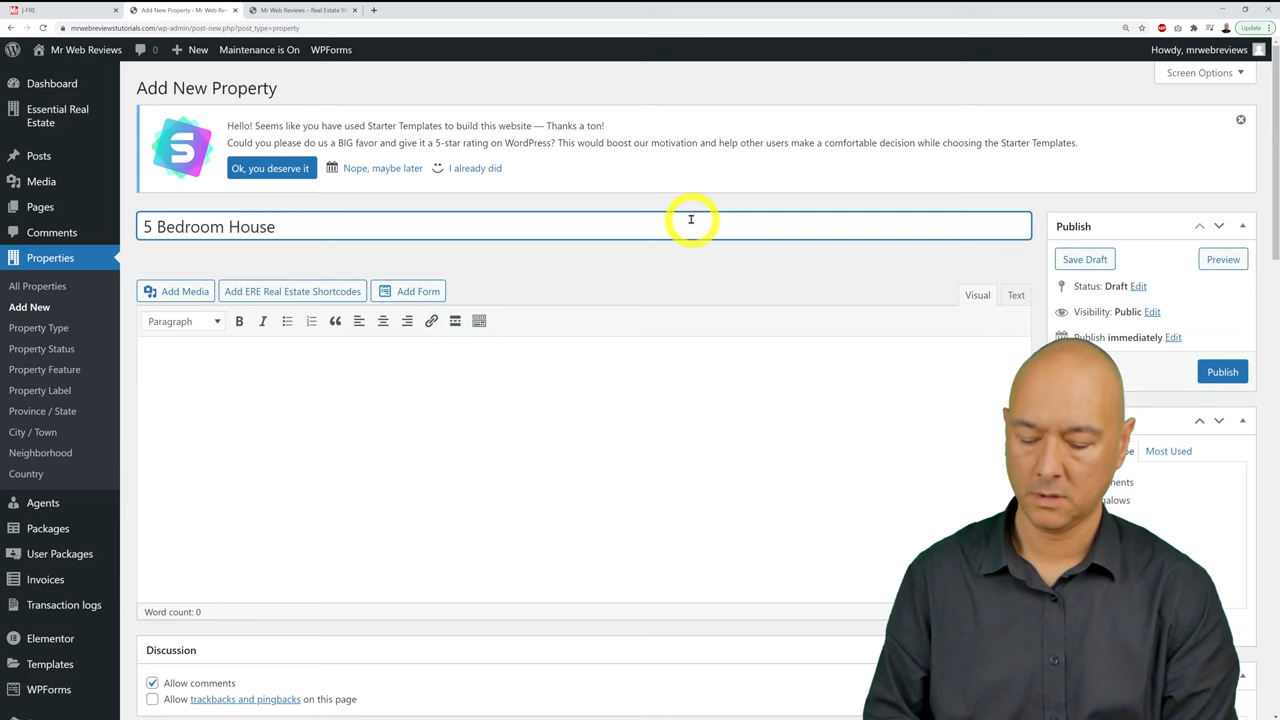 [-FRE
Add New Property ‹ Mr Web Revi
Mr Web Reviews – Real Estate W
mrwebreviewstutorials.com/wp-admin/post-new.php?post_type=property
Update
Mr Web Reviews
0
New
Maintenance is On
WPForms
Howdy, mrwebreviews
Dashboard
Essential Real
Estate
Posts
Media
Pages
Comments
Properties
All Properties
Add New
Property Type
Property Status
Property Feature
Property Label
Province / State
City / Town
Neighborhood
Country
Agents
Packages
User Packages
Invoices
Transaction logs
Elementor
Templates
WPForms
Screen Options
Add New Property
Hello! Seems like you have used Starter Templates to build this website — Thanks a ton!
Could you please do us a BIG favor and give it a 5-star rating on WordPress? This would boost our motivation and help other users make a comfortable decision while choosing the Starter Templates.
Ok, you deserve it
Nope, maybe later
I already did
5 Bedroom House
Add Media
Add ERE Real Estate Shortcodes
Add Form
Visual
Text
Paragraph
Word count: 0
Discussion
Allow comments
Allow trackbacks and pingbacks on this page
Publish
Save Draft
Preview
Status: Draft Edit
Visibility: Public Edit
Publish immediately Edit
Publish
Most Used